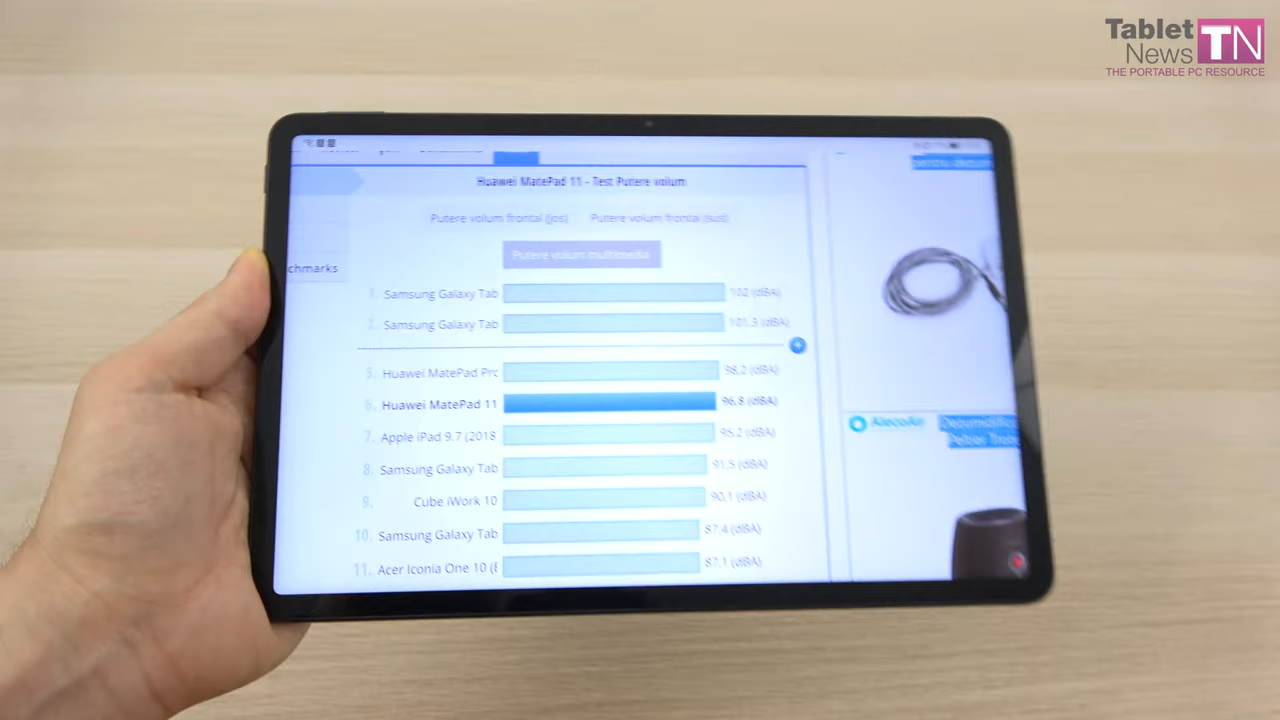 Tablet
News TN
THE PORTABLE PC RESOURCE
Huawei MatePad 11 - Test Putere volum
Putere volum frontal (jos) Putere volum frontal (sus)
Putere volum multimedia
chmarks
1. Samsung Galaxy Tab 102 (dBA)
2. Samsung Galaxy Tab 101,3 (dBA)
5. Huawei MatePad Pro 98,2 (dBA)
6. Huawei MatePad 11 96,8 (dBA)
7. Apple iPad 9.7 (2018 95,2 (dBA)
8. Samsung Galaxy Tab 91,5 (dBA)
9. Cube iWork 10 90,1 (dBA)
10. Samsung Galaxy Tab 87,4 (dBA)
11. Acer Iconia One 10 (B 87,1 (dBA)
AlecoAir
Peltier